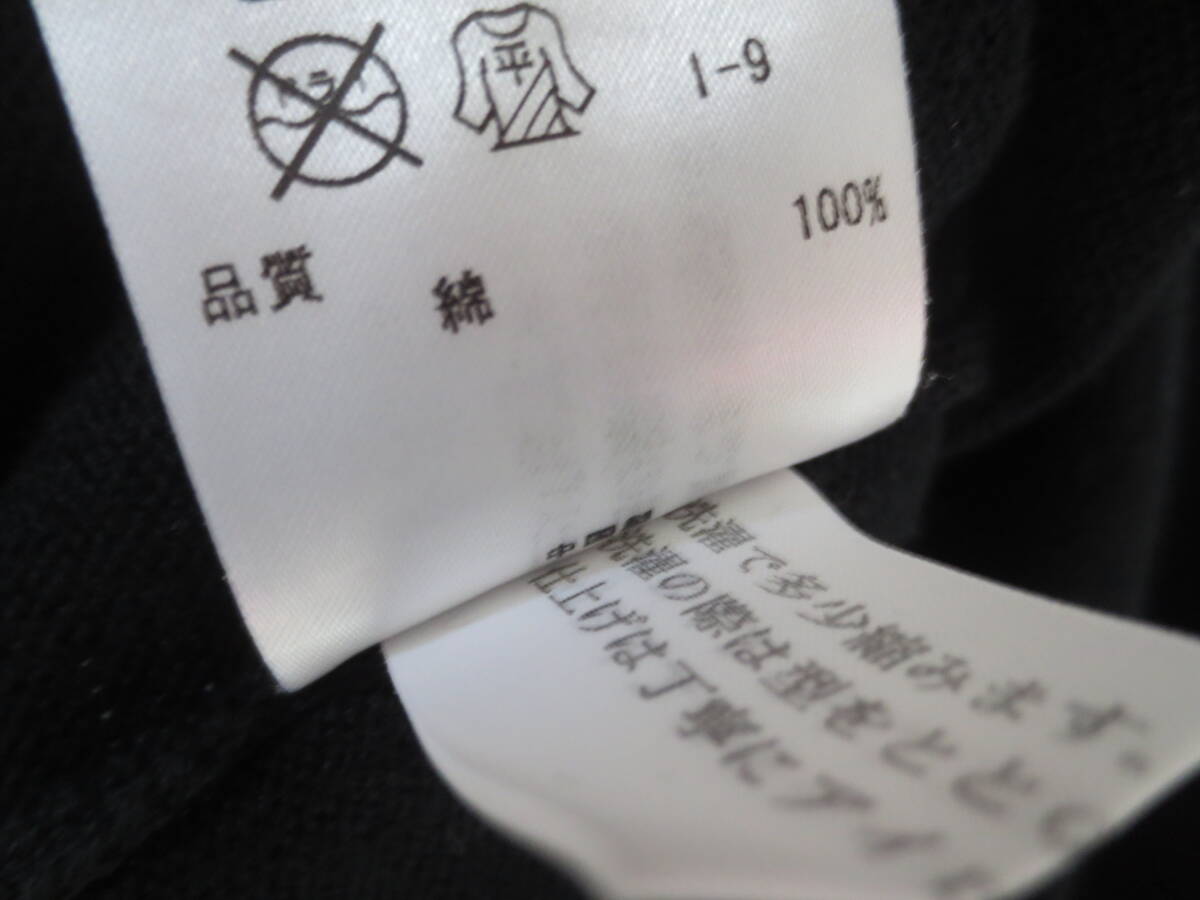 ドライ 平 1-9
品質 綿 100%
洗濯で多少縮みます。
洗濯の際は型をとと
仕上げは丁寧にアイ